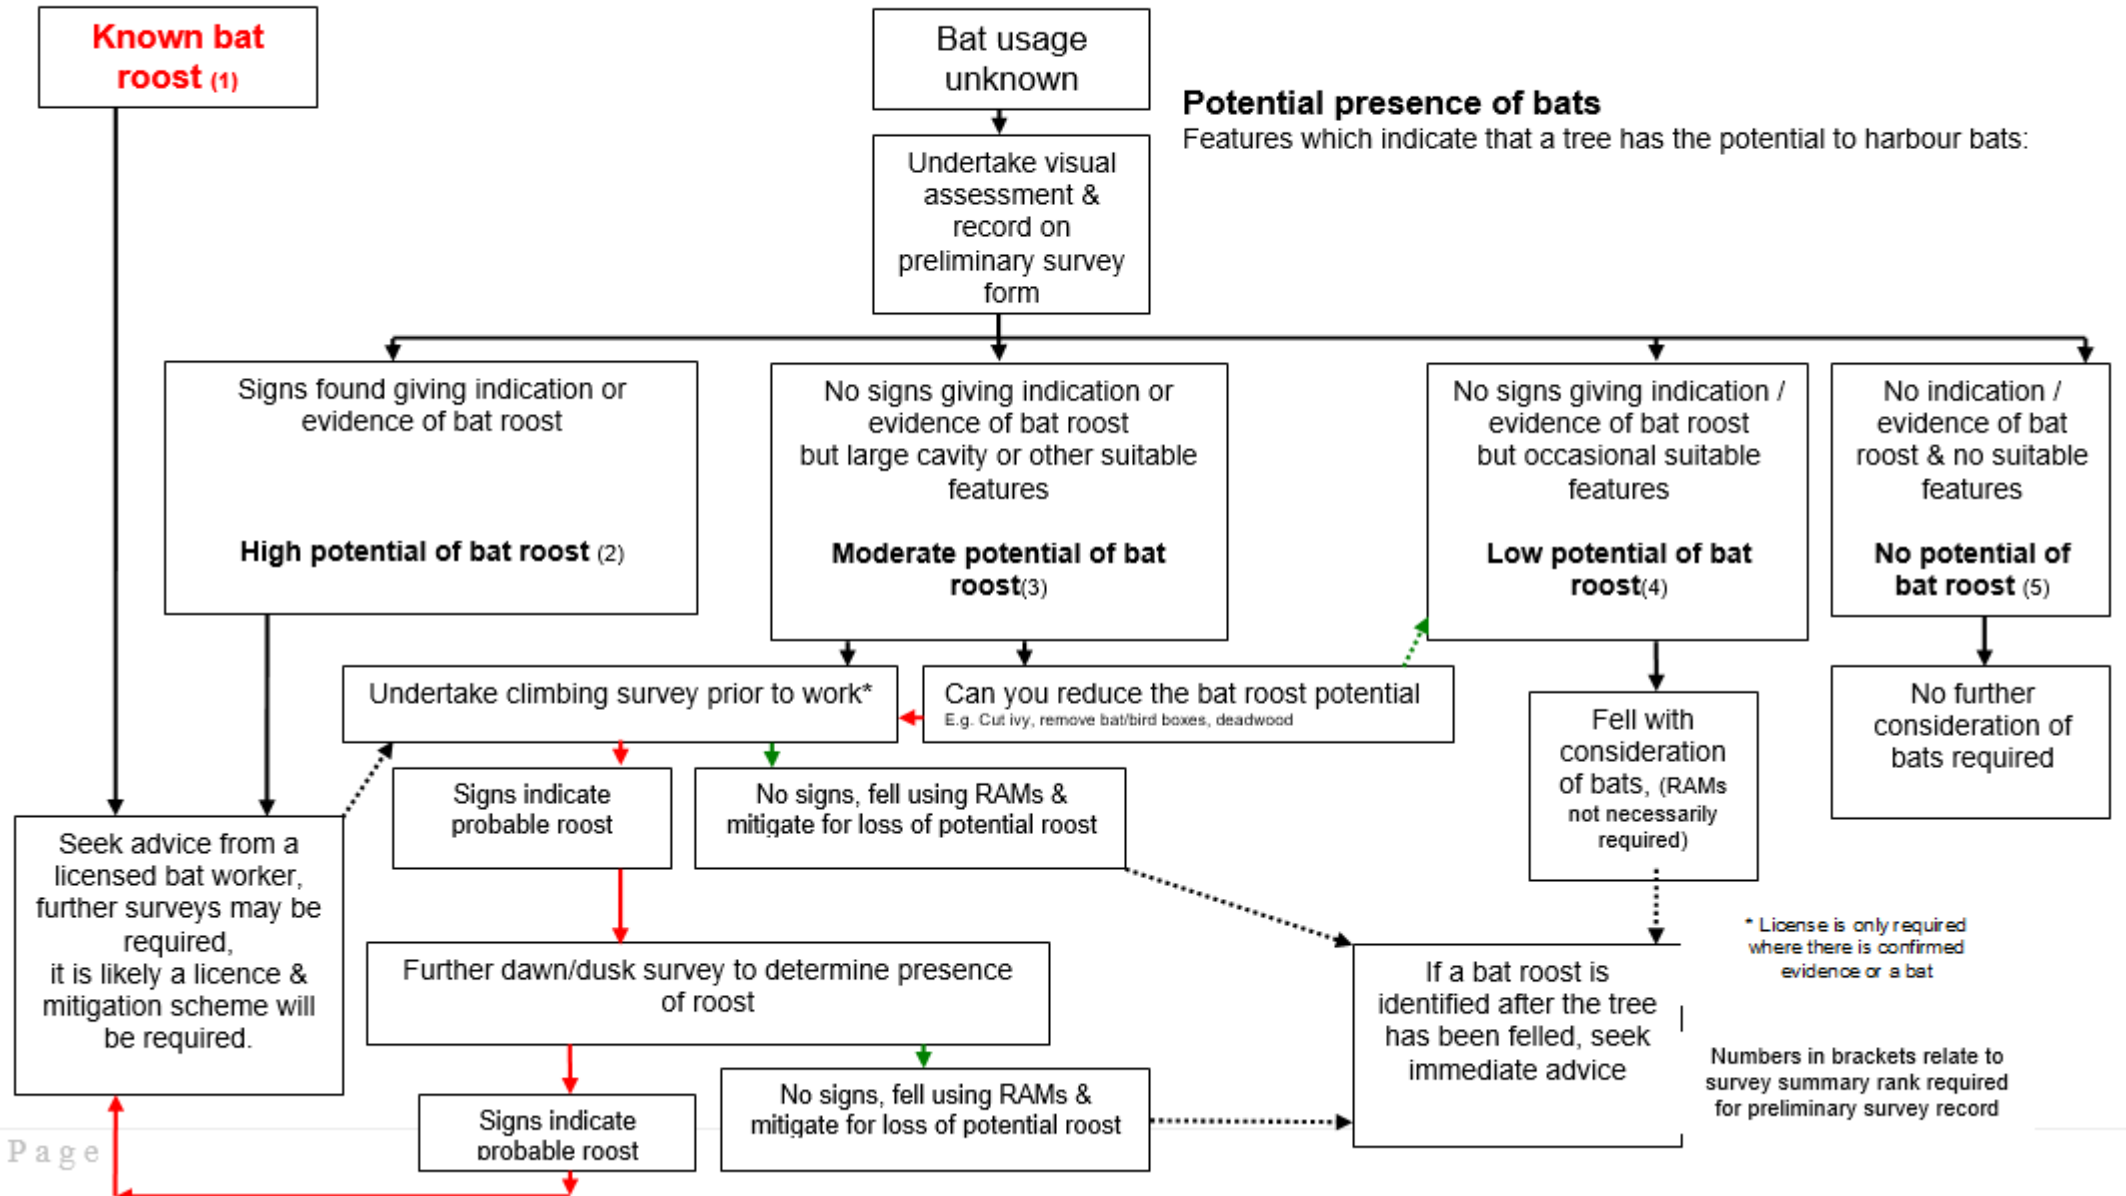 Known bat
roost (1)
Bat usage
unknown
Potential presence of bats
Features which indicate that a tree has the potential to harbour bats:
Undertake visual
assessment &
record on
preliminary survey
form
Signs found giving indication or
evidence of bat roost
High potential of bat roost (2)
No signs giving indication or
evidence of bat roost
but large cavity or other suitable
features
Moderate potential of bat
roost(3)
No signs giving indication /
evidence of bat roost
but occasional suitable
features
Low potential of bat
roost(4)
No indication /
evidence of bat
roost & no suitable
features
No potential of
bat roost (5)
Undertake climbing survey prior to work*
Can you reduce the bat roost potential
E.g. Cut ivy, remove bat/bird boxes, deadwood
Fell with
consideration
of bats, (RAMs
not necessarily
required)
No further
consideration of
bats required
Signs indicate
probable roost
No signs, fell using RAMs &
mitigate for loss of potential roost
Seek advice from a
licensed bat worker,
further surveys may be
required,
it is likely a licence &
mitigation scheme will
be required.
Further dawn/dusk survey to determine presence
of roost
If a bat roost is
identified after the tree
has been felled, seek
immediate advice
* License is only required
where there is confirmed
evidence or a bat
Numbers in brackets relate to
survey summary rank required
for preliminary survey record
Signs indicate
probable roost
No signs, fell using RAMs &
mitigate for loss of potential roost
Page